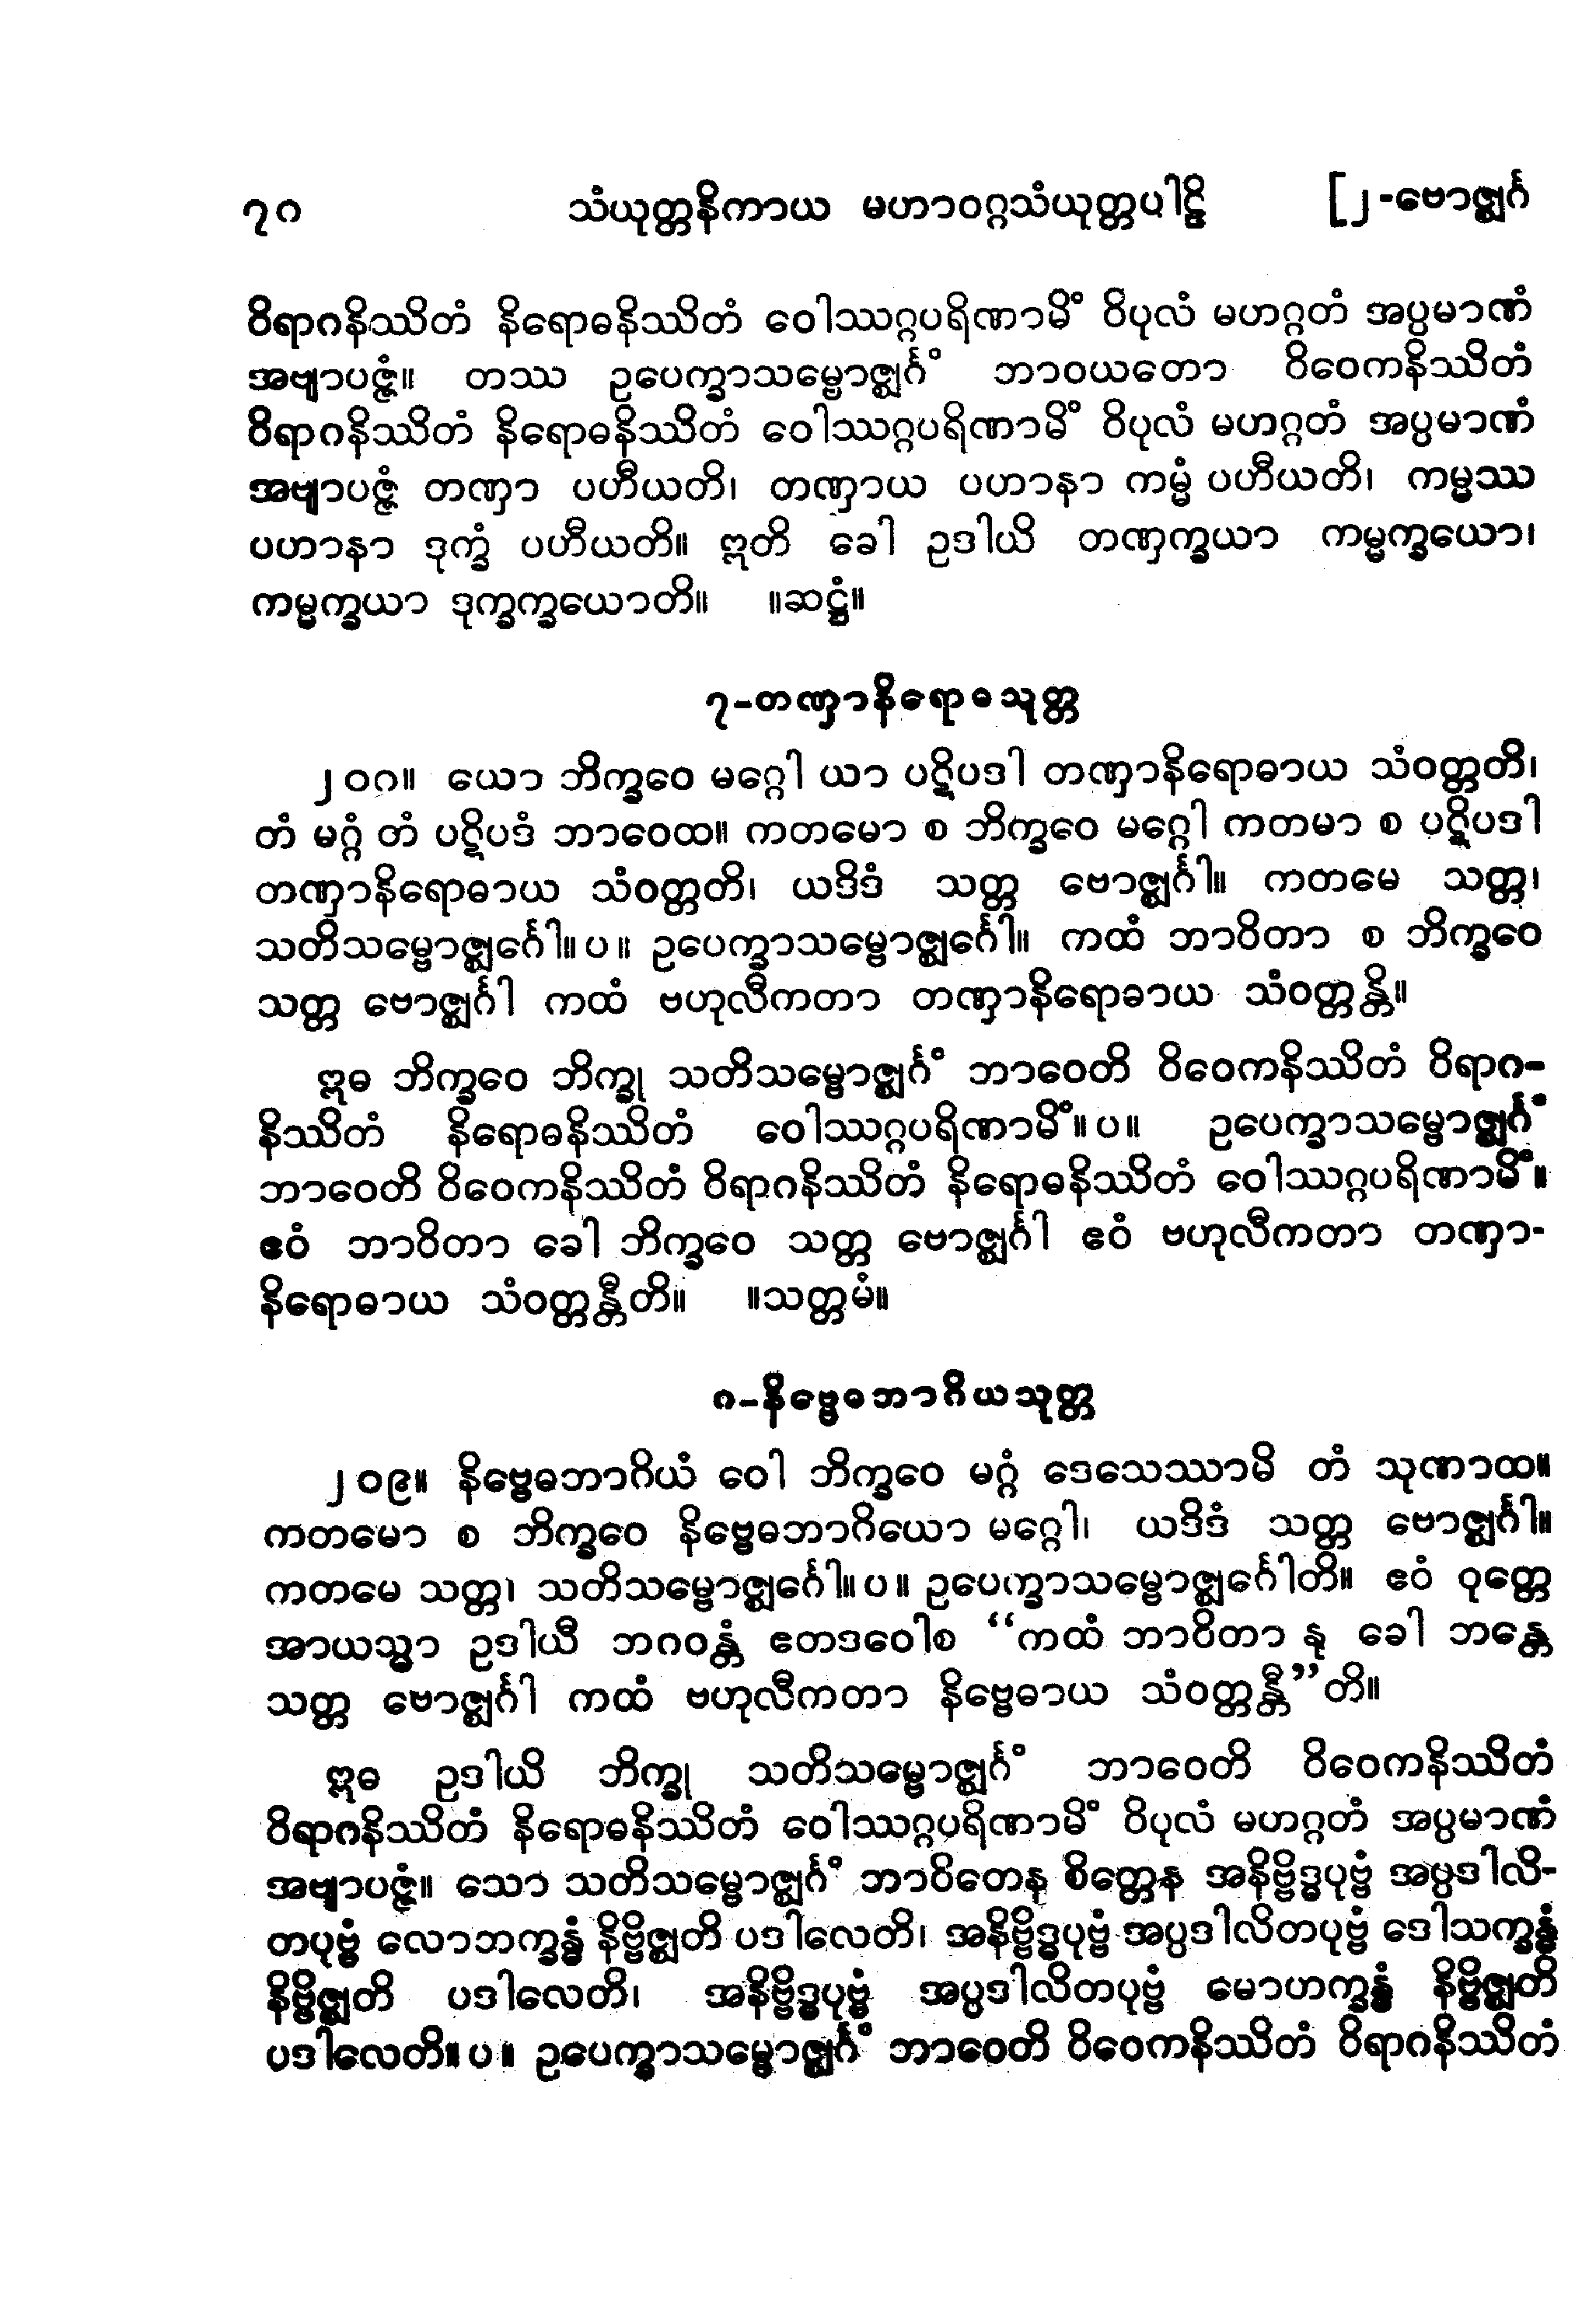 ၇၈ သံယုတ္တနိကာယ မဟာဝဂ္ဂသံယုတ္တပါဠိ [၂-ဗောဇ္ဈင်္ဂ
ဝိရာဂနိဿိတံ နိရောဓနိဿိတံ ဝေါဿဂ္ဂပရိဏာမိံ ဝိပုလံ မဟဂ္ဂတံ အပ္ပမာဏံ
အဗျာပဇ္ဇံ။ တဿ ဥပေက္ခာသမ္ဗောဇ္ဈင်္ဂံ ဘာဝယတော ဝိဝေကနိဿိတံ
ဝိရာဂနိဿိတံ နိရောဓနိဿိတံ ဝေါဿဂ္ဂပရိဏာမိံ ဝိပုလံ မဟဂ္ဂတံ အပ္ပမာဏံ
အဗျာပဇ္ဇံ တဏှာ ပဟီယတိ၊ တဏှာယ ပဟာနာ ကမ္မံ ပဟီယတိ၊ ကမ္မဿ
ပဟာနာ ဒုက္ခံ ပဟီယတိ။ ဣတိ ခေါ ဥဒါယိ တဏှက္ခယာ ကမ္မက္ခယော၊
ကမ္မက္ခယာ ဒုက္ခက္ခယောတိ။ ။ဆဋ္ဌံ။
၇-တဏှာနိရောဓသုတ္တ
၂၀၈။ ယော ဘိက္ခဝေ မဂ္ဂေါ ယာ ပဋိပဒါ တဏှာနိရောဓာယ သံဝတ္တတိ၊
တံ မဂ္ဂံ တံ ပဋိပဒံ ဘာဝေထ။ ကတမော စ ဘိက္ခဝေ မဂ္ဂေါ ကတမာ စ ပဋိပဒါ
တဏှာနိရောဓာယ သံဝတ္တတိ၊ ယဒိဒံ သတ္တ ဗောဇ္ဈင်္ဂါ။ ကတမေ သတ္တ၊
သတိသမ္ဗောဇ္ဈင်္ဂေါ။ပ။ ဥပေက္ခာသမ္ဗောဇ္ဈင်္ဂေါ။ ကထံ ဘာဝိတာ စ ဘိက္ခဝေ
သတ္တ ဗောဇ္ဈင်္ဂါ ကထံ ဗဟုလီကတာ တဏှာနိရောဓာယ သံဝတ္တန္တိ။
ဣဓ ဘိက္ခဝေ ဘိက္ခု သတိသမ္ဗောဇ္ဈင်္ဂံ ဘာဝေတိ ဝိဝေကနိဿိတံ ဝိရာဂ-
နိဿိတံ နိရောဓနိဿိတံ ဝေါဿဂ္ဂပရိဏာမိံ။ပ။ ဥပေက္ခာသမ္ဗောဇ္ဈင်္ဂံ
ဘာဝေတိ ဝိဝေကနိဿိတံ ဝိရာဂနိဿိတံ နိရောဓနိဿိတံ ဝေါဿဂ္ဂပရိဏာမိံ။
ဧဝံ ဘာဝိတာ ခေါ ဘိက္ခဝေ သတ္တ ဗောဇ္ဈင်္ဂါ ဧဝံ ဗဟုလီကတာ တဏှာ-
နိရောဓာယ သံဝတ္တန္တီတိ။ ။သတ္တမံ။
၈-နိဗ္ဗေဓဘာဂိယသုတ္တ
၂၀၉။ နိဗ္ဗေဓဘာဂိယံ ဝေါ ဘိက္ခဝေ မဂ္ဂံ ဒေသေဿာမိ တံ သုဏာထ။
ကတမော စ ဘိက္ခဝေ နိဗ္ဗေဓဘာဂိယော မဂ္ဂေါ၊ ယဒိဒံ သတ္တ ဗောဇ္ဈင်္ဂါ။
ကတမေ သတ္တ၊ သတိသမ္ဗောဇ္ဈင်္ဂေါ။ပ။ ဥပေက္ခာသမ္ဗောဇ္ဈင်္ဂေါတိ။ ဧဝံ ဝုတ္တေ
အာယသ္မာ ဥဒါယီ ဘဂဝန္တံ ဧတဒဝေါစ “ကထံ ဘာဝိတာ နု ခေါ ဘန္တေ
သတ္တ ဗောဇ္ဈင်္ဂါ ကထံ ဗဟုလီကတာ နိဗ္ဗေဓာယ သံဝတ္တန္တီ”တိ။
ဣဓ ဥဒါယိ ဘိက္ခု သတိသမ္ဗောဇ္ဈင်္ဂံ ဘာဝေတိ ဝိဝေကနိဿိတံ
ဝိရာဂနိဿိတံ နိရောဓနိဿိတံ ဝေါဿဂ္ဂပရိဏာမိံ ဝိပုလံ မဟဂ္ဂတံ အပ္ပမာဏံ
အဗျာပဇ္ဇံ။ သော သတိသမ္ဗောဇ္ဈင်္ဂံ ဘာဝိတေန စိတ္တေန အနိဗ္ဗိဒ္ဓပုဗ္ဗံ အပ္ပဒါလိ-
တပုဗ္ဗံ လောဘက္ခန္ဓံ နိဗ္ဗိဇ္ဈတိ ပဒါလေတိ၊ အနိဗ္ဗိဒ္ဓပုဗ္ဗံ အပ္ပဒါလိတပုဗ္ဗံ ဒေါသက္ခန္ဓံ
နိဗ္ဗိဇ္ဈတိ ပဒါလေတိ၊ အနိဗ္ဗိဒ္ဓပုဗ္ဗံ အပ္ပဒါလိတပုဗ္ဗံ မောဟက္ခန္ဓံ နိဗ္ဗိဇ္ဈတိ
ပဒါလေတိ။ပ။ ဥပေက္ခာသမ္ဗောဇ္ဈင်္ဂံ ဘာဝေတိ ဝိဝေကနိဿိတံ ဝိရာဂနိဿိတံ